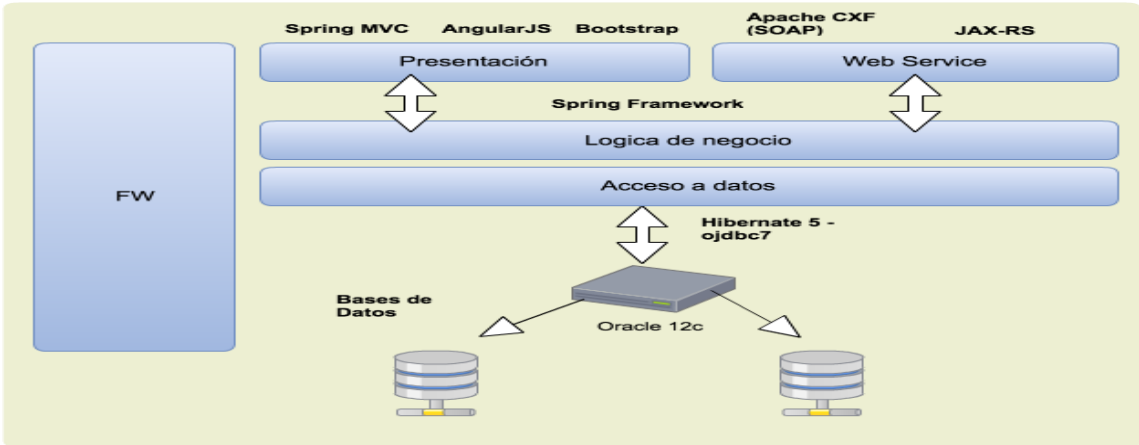 Spring MVC
AngularJS
Bootstrap
Apache CXF
(SOAP)
JAX-RS
Presentación
Web Service
Spring Framework
Logica de negocio
FW
Acceso a datos
Hibernate 5 -
ojdbc7
Bases de
Datos
Oracle 12c